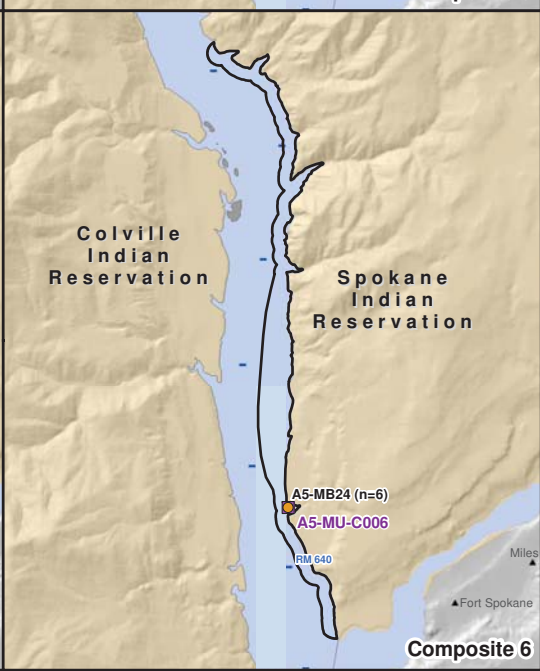 Colville
Indian
Reservation
Spokane
Indian
Reservation
A5-MB24 (n=6)
A5-MU-C006
RM 640
Miles
Fort Spokane
Composite 6